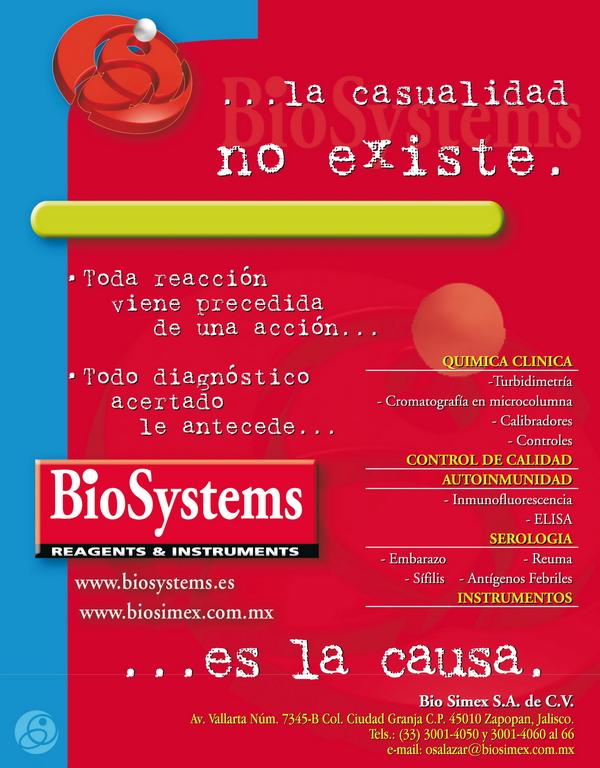 ...la casualidad
BioSystems
no existe.
·Toda reacción
viene precedida
de una acción...
·Todo diagnóstico
acertado
le antecede...
QUIMICA CLINICA
-Turbidimetría
- Cromatografía en microcolumna
- Calibradores
- Controles
CONTROL DE CALIDAD
AUTOINMUNIDAD
- Inmunofluorescencia
- ELISA
SEROLOGIA
- Embarazo - Reuma
- Sífilis - Antígenos Febriles
INSTRUMENTOS
BioSystems
REAGENTS & INSTRUMENTS
www.biosystems.es
www.biosimex.com.mx
...es la causa.
Bio Simex S.A. de C.V.
Av. Vallarta Núm. 7345-B Col. Ciudad Granja C.P. 45010 Zapopan, Jalisco.
Tels.: (33) 3001-4050 y 3001-4060 al 66
e-mail: osalazar@biosimex.com.mx